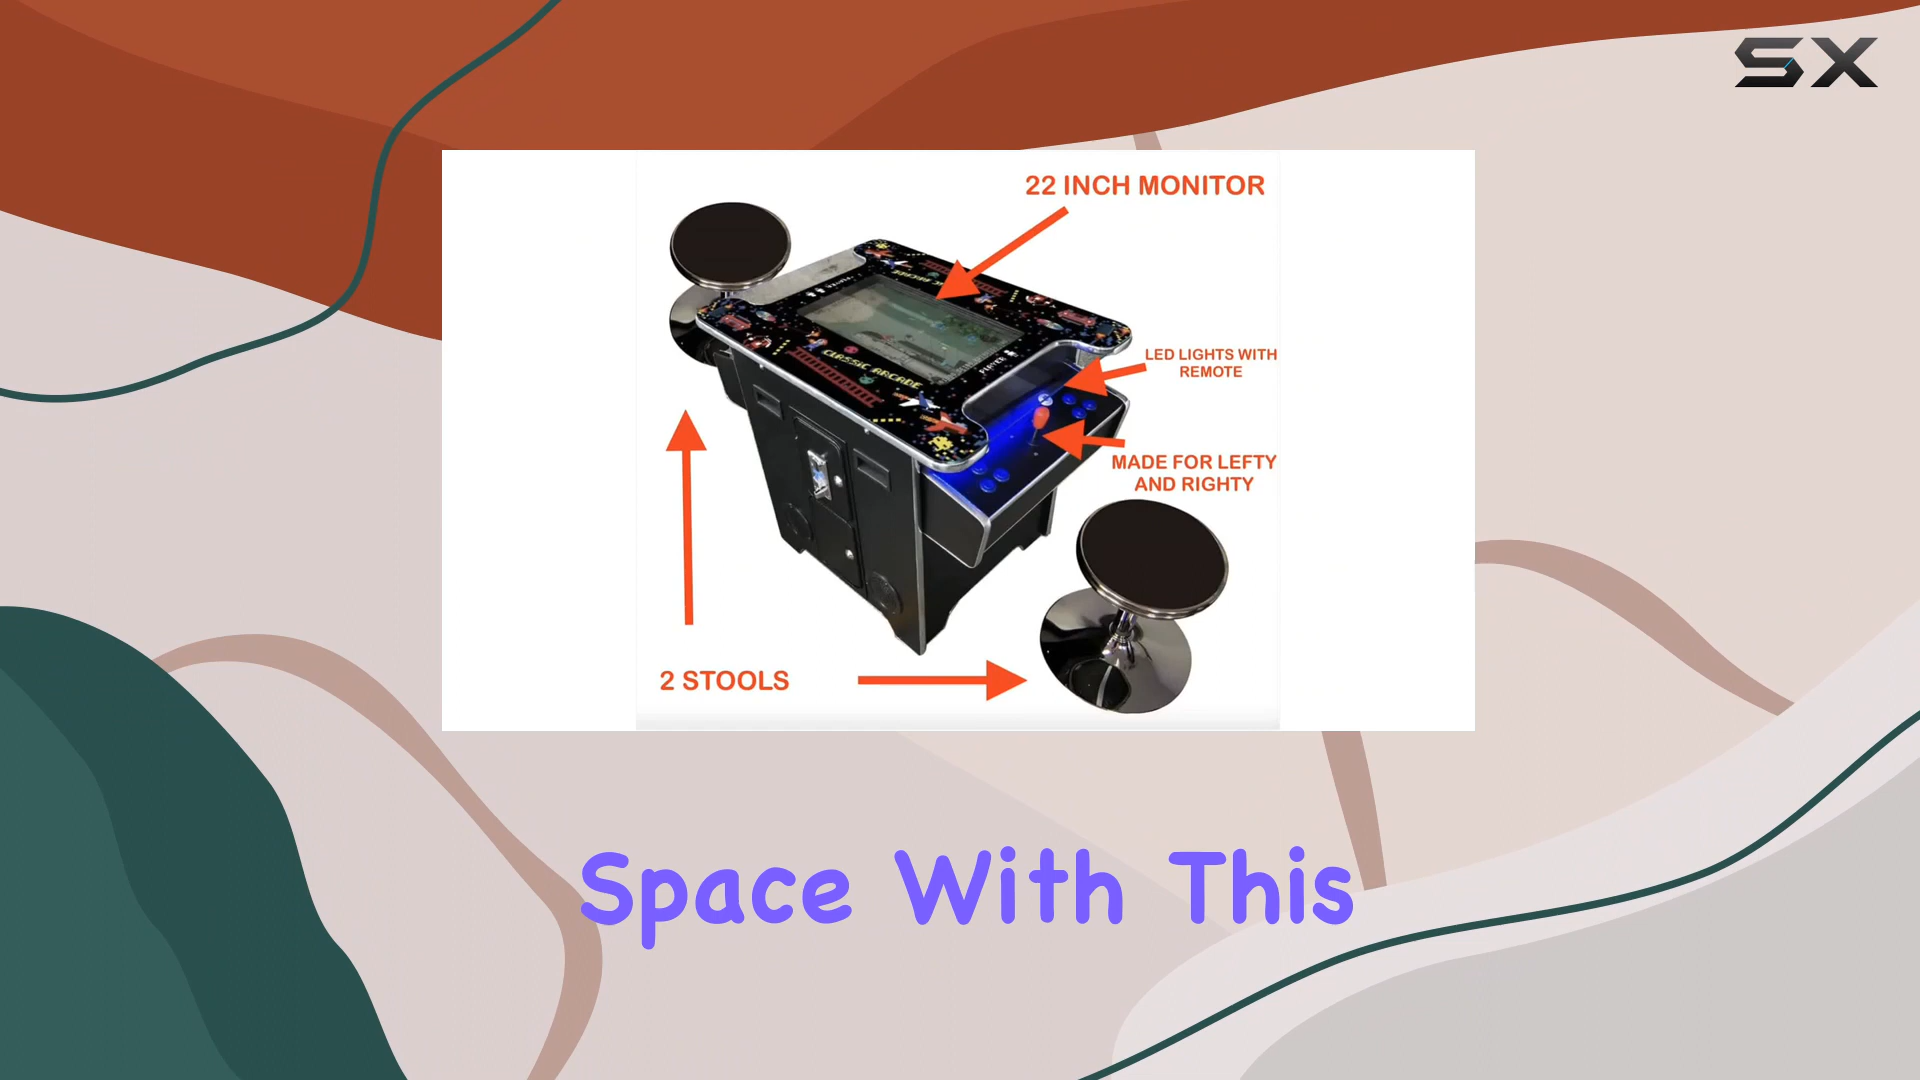 SX
22 INCH MONITOR
LED LIGHTS WITH
REMOTE
CLASSIC ARCADE
PLAYER
MADE FOR LEFTY
AND RIGHTY
2 STOOLS
Space With This